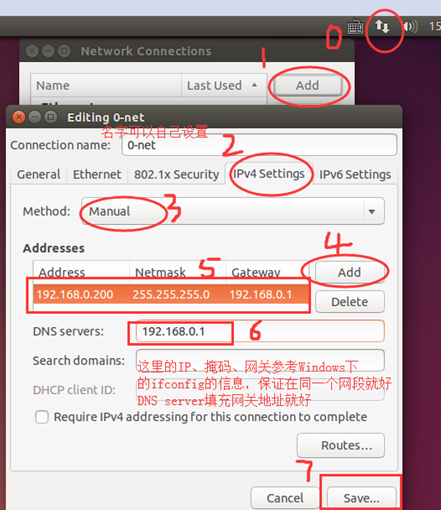 0
15
Network Connections
1
Name
Last Used
Add
Editing 0-net
名字可以自己设置
Connection name: 0-net
2
General
Ethernet
802.1x Security
IPv4 Settings
IPv6 Settings
Method: Manual
3
Addresses
4
5
Address
Netmask
Gateway
Add
192.168.0.200
255.255.255.0
192.168.0.1
Delete
DNS servers: 192.168.0.1
6
Search domains:
这里的IP、掩码、网关参考Windows下
的ifconfig的信息，保证在同一个网段就好
DNS server填充网关地址就好
DHCP client ID:
Require IPv4 addressing for this connection to complete
Routes…
7
Cancel
Save...